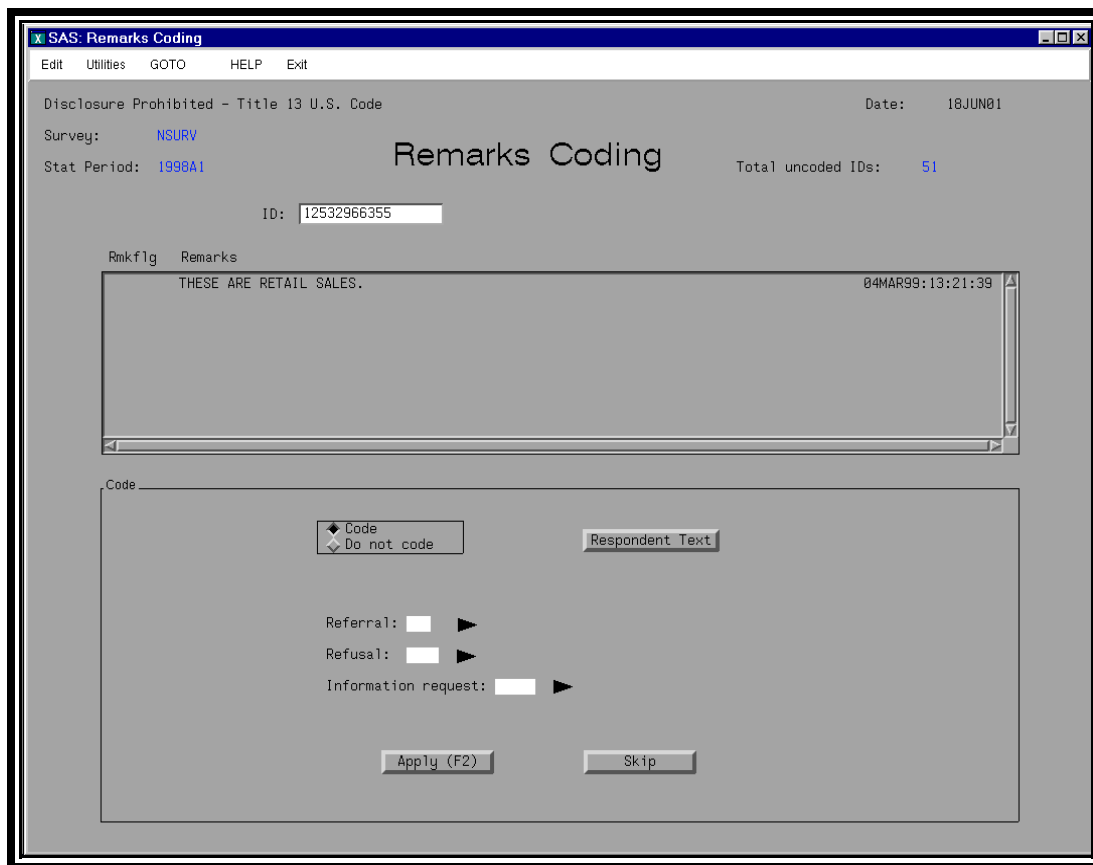 X SAS: Remarks Coding
Edit Utilities GOTO HELP Exit
Disclosure Prohibited - Title 13 U.S. Code Date: 18JUN01
Survey: NSURV
Remarks Coding
Stat Period: 1998A1 Total uncoded IDs: 51
ID: 12532966355
Rmkflg Remarks
THESE ARE RETAIL SALES. 04MAR99:13:21:39
Code
Code
Do not code
Respondent Text
Referral:
Refusal:
Information request:
Apply (F2) Skip